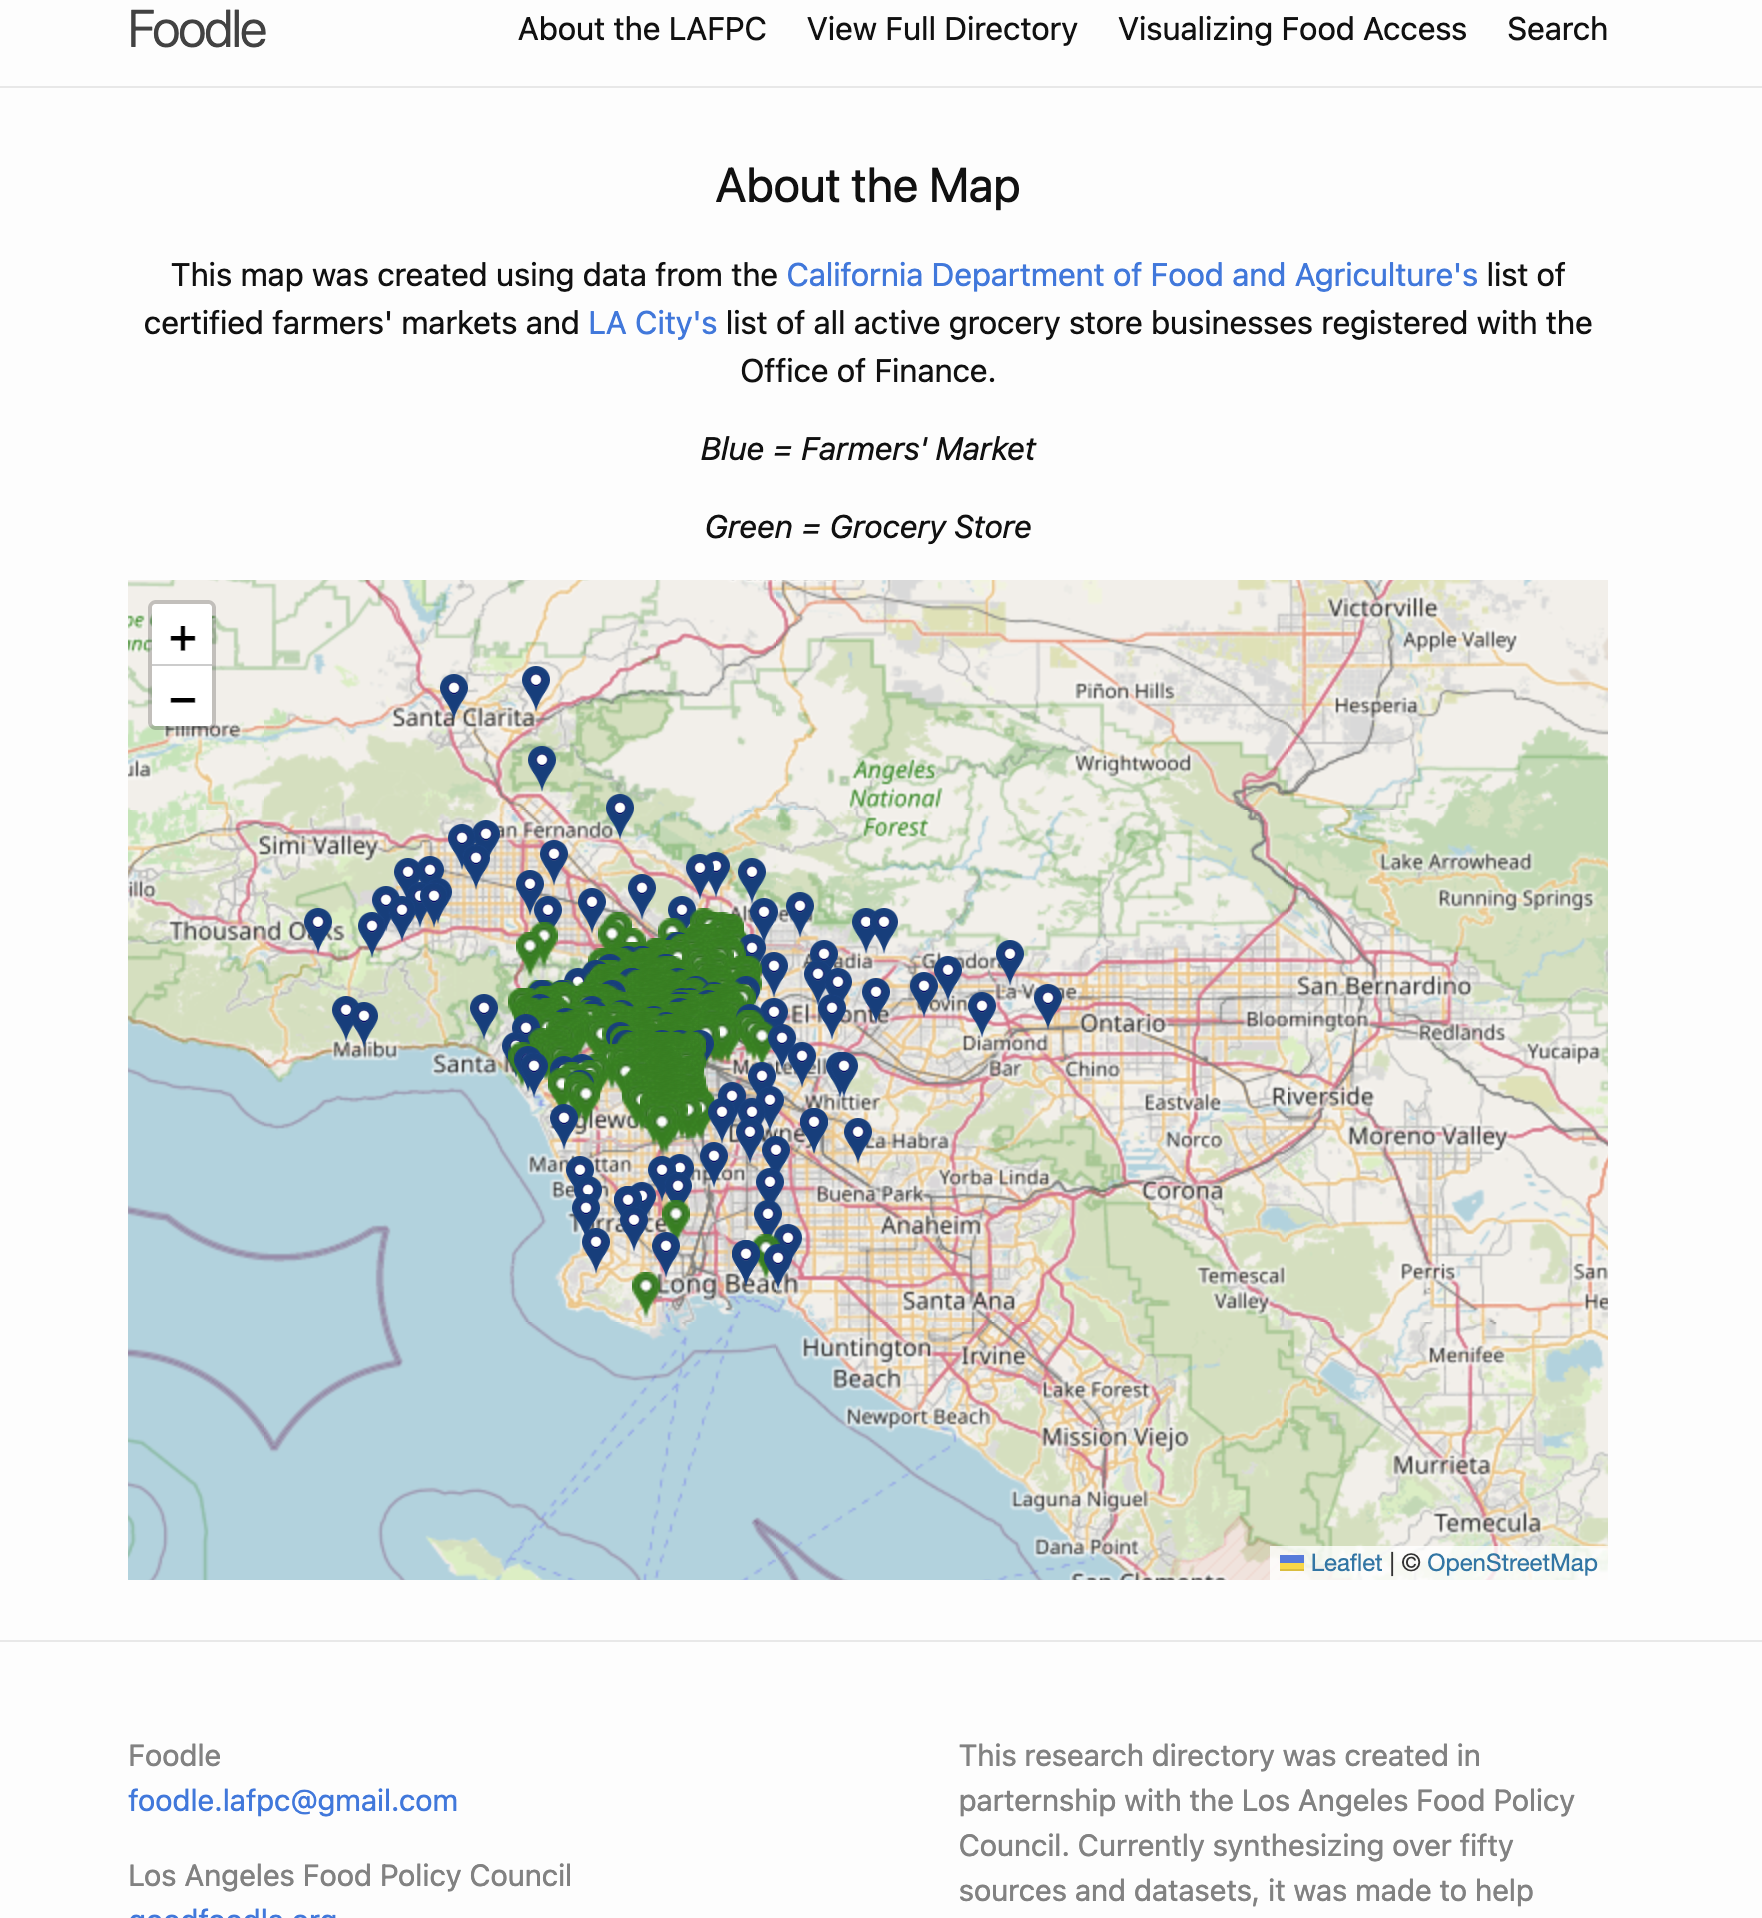 Foodle
About the LAFPC
View Full Directory
Visualizing Food Access
Search
About the Map
This map was created using data from the California Department of Food and Agriculture's list of
certified farmers' markets and LA City's list of all active grocery store businesses registered with the
Office of Finance.
Blue = Farmers' Market
Green = Grocery Store
+
−
Victorville
Apple Valley
Piñon Hills
Hesperia
Santa Clarita
Fillmore
Wrightwood
Angeles
National
Forest
Simi Valley
Lake Arrowhead
Running Springs
Thousand
San Bernardino
Ontario
Bloomington
Redlands
Yucaipa
Malibu
Santa
Diamond
Bar
Chino
Whittier
Eastvale
Riverside
La Habra
Norco
Moreno Valley
Yorba Linda
Buena Park
Corona
Anaheim
Long Beach
Temescal
Valley
Perris
San
Santa Ana
He
Huntington
Beach
Irvine
Menifee
Lake Forest
Newport Beach
Mission Viejo
Murrieta
Laguna Niguel
Temecula
Dana Point
Leaflet | © OpenStreetMap
Foodle
foodle.lafpc@gmail.com
Los Angeles Food Policy Council
goodfoodla.org
This research directory was created in
parternship with the Los Angeles Food Policy
Council. Currently synthesizing over fifty
sources and datasets, it was made to help